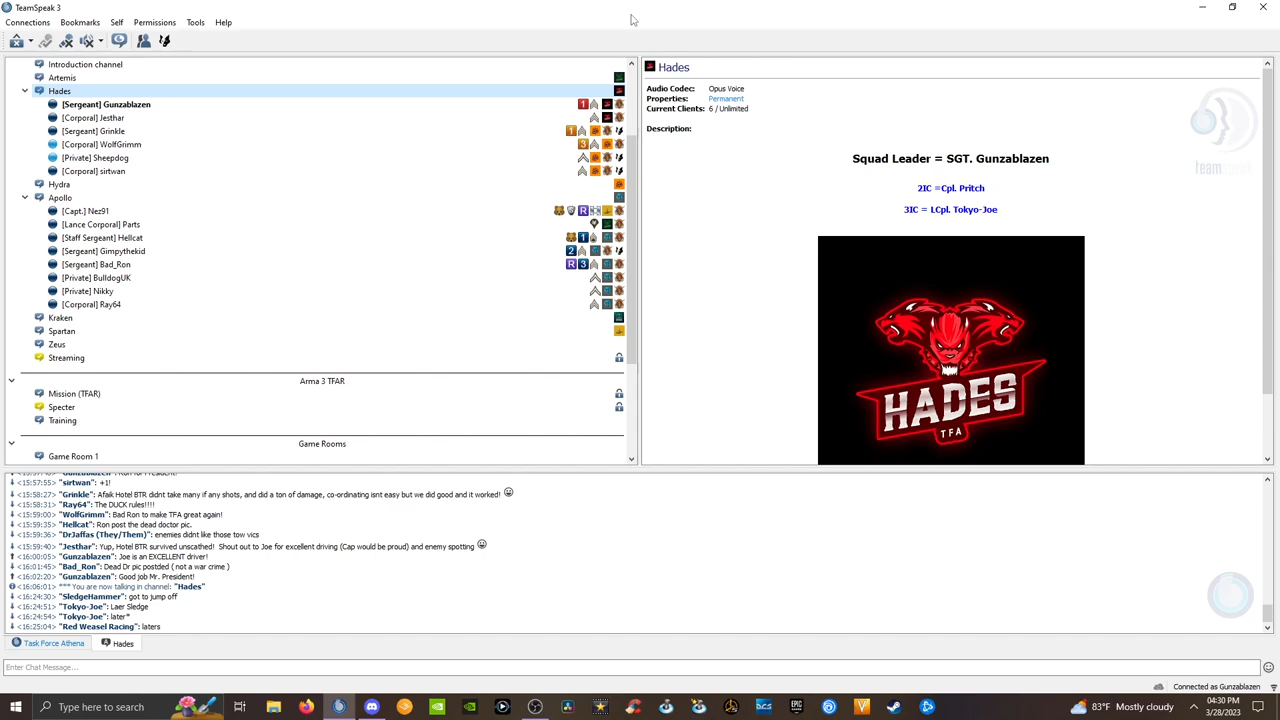 TeamSpeak 3
Connections Bookmarks Self Permissions Tools Help
Introduction channel
Artemis
Hades
[Sergeant] Gunzablazen
[Corporal] Jesthar
[Sergeant] Grinkle
[Corporal] WolfGrimm
[Private] Sheepdog
[Corporal] sirtwan
Hydra
Apollo
[Capt.] Nez91
[Lance Corporal] Parts
[Staff Sergeant] Hellcat
[Sergeant] Gimpythekid
[Sergeant] Bad_Ron
[Private] BulldogUK
[Private] Nikky
[Corporal] Ray64
Kraken
Spartan
Zeus
Streaming
Arma 3 TFAR
Mission (TFAR)
Specter
Training
Game Rooms
Game Room 1
Hades
Audio Codec: Opus Voice
Properties: Permanent
Current Clients: 6 / Unlimited
Description:
teamspeak
Squad Leader = SGT. Gunzablazen
2IC =Cpl. Pritch
3IC = LCpl. Tokyo-Joe
HADES
TFA
<15:57:55> "sirtwan": +1!
<15:58:27> "Grinkle": Afaik Hotel BTR didnt take many if any shots, and did a ton of damage, co-ordinating isnt easy but we did good and it worked!
<15:58:31> "Ray64": The DUCK rules!!!!
<15:59:00> "WolfGrimm": Bad Ron to make TFA great again!
<15:59:35> "Hellcat": Ron post the dead doctor pic.
<15:59:36> "DrJaffas (They/Them)": enemies didnt like those tow vics
<15:59:40> "Jesthar": Yup, Hotel BTR survived unscathed! Shout out to Joe for excellent driving (Cap would be proud) and enemy spotting
<16:00:05> "Gunzablazen": Joe is an EXCELLENT driver!
<16:01:45> "Bad_Ron": Dead Dr pic postded ( not a war crime )
<16:02:20> "Gunzablazen": Good job Mr. President!
<16:06:01> *** You are now talking in channel: "Hades"
<16:24:30> "SledgeHammer": got to jump off
<16:24:51> "Tokyo-Joe": Laer Sledge
<16:24:54> "Tokyo-Joe": later*
<16:25:04> "Red Weasel Racing": laters
Task Force Athena Hades
Enter Chat Message...
Connected as Gunzablazen
Type here to search
83°F Mostly cloudy
04:30 PM
3/28/2023